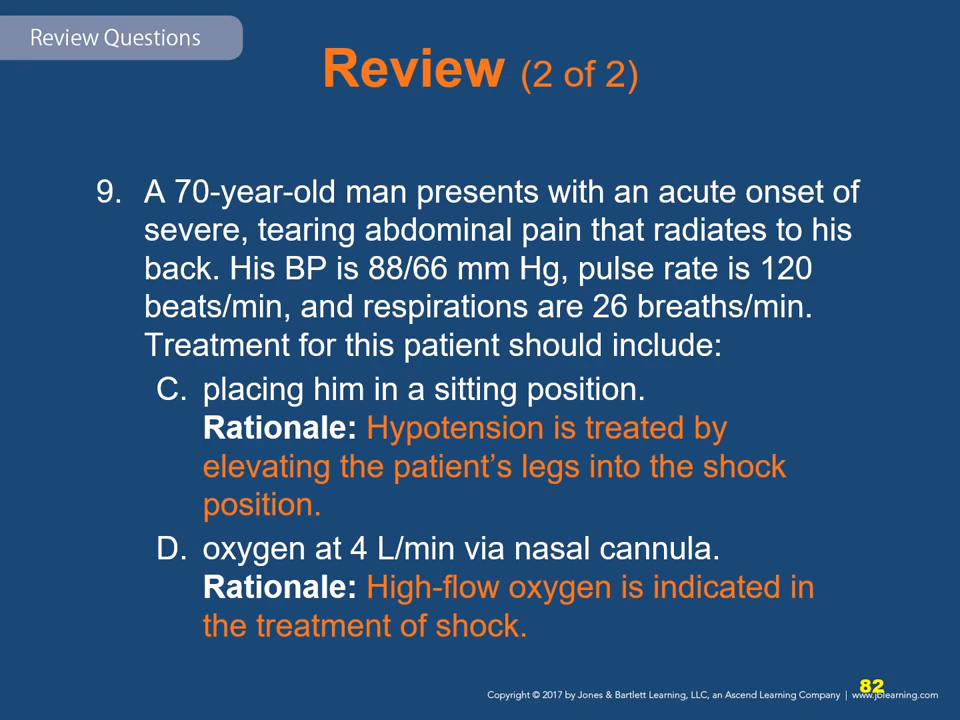 Review Questions
Review (2 of 2)
9. A 70-year-old man presents with an acute onset of
severe, tearing abdominal pain that radiates to his
back. His BP is 88/66 mm Hg, pulse rate is 120
beats/min, and respirations are 26 breaths/min.
Treatment for this patient should include:
C. placing him in a sitting position.
Rationale: Hypotension is treated by
elevating the patient’s legs into the shock
position.
D. oxygen at 4 L/min via nasal cannula.
Rationale: High-flow oxygen is indicated in
the treatment of shock.
82
Copyright © 2017 by Jones & Bartlett Learning, LLC, an Ascend Learning Company | www.jblearning.com